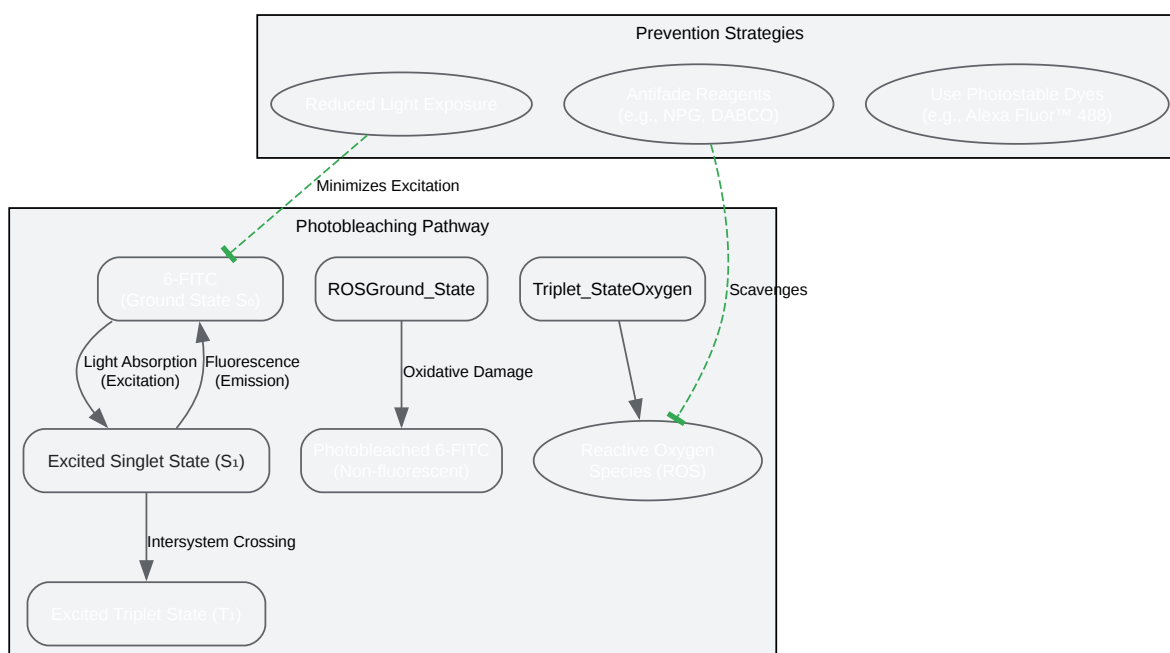 Prevention Strategies
Reduced Light Exposure
Antifade Reagents
(e.g., NPG, DABCO)
Use Photostable Dyes
(e.g., Alexa Fluor™ 488)
Minimizes Excitation
Photobleaching Pathway
6-FITC
(Ground State S₀)
ROSGround_State
Triplet_StateOxygen
Scavenges
Light Absorption
(Excitation)
Fluorescence
(Emission)
Oxidative Damage
Excited Singlet State (S₁)
Photobleached 6-FITC
(Non-fluorescent)
Reactive Oxygen
Species (ROS)
Intersystem Crossing
Excited Triplet State (T₁)